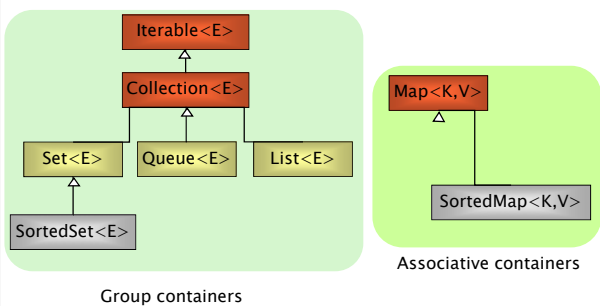 Iterable<E>
Collection<E>
Set<E>
Queue<E>
List<E>
SortedSet<E>
Group containers
Map<K,V>
SortedMap<K,V>
Associative containers